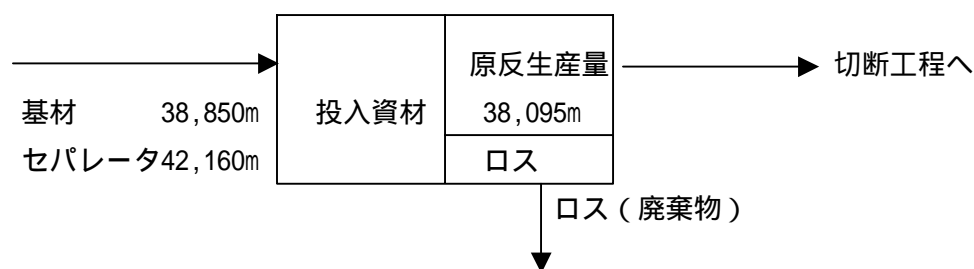 原反生産量
切断工程へ
基材 38,850m
投入資材
38,095m
セパレータ42,160m
ロス
ロス(廃棄物)